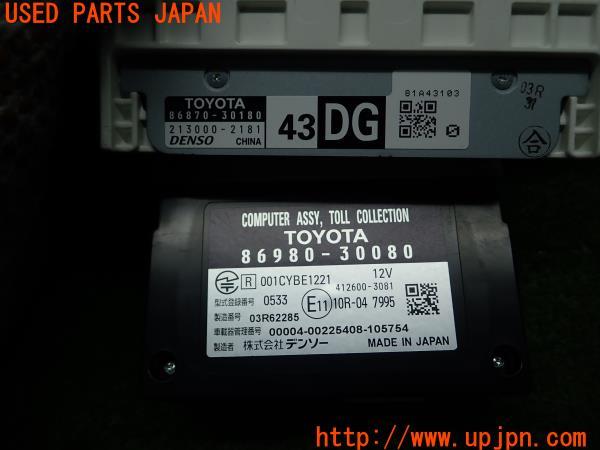 USED PARTS JAPAN
TOYOTA
86870-30180
213000-2181
DENSO CHINA
43 DG
81A43103
03R
合
COMPUTER ASSY, TOLL COLLECTION
TOYOTA
86980-30080
R 001CYBE1221 12V
412600-3081
型式登録番号 0533 E11 10R-04 7995
製造番号 03R62285
車載器管理番号 00004-00225408-105754
製造者 株式会社デンソー MADE IN JAPAN
http://www.upjpn.com